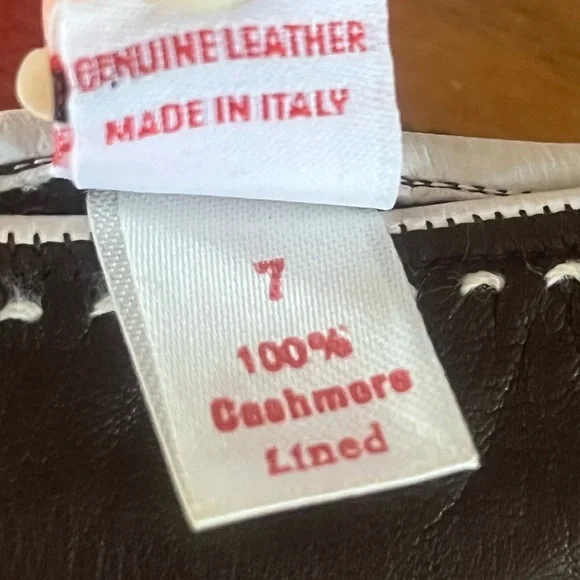 GENUINE LEATHER
MADE IN ITALY
7
100%
Cashmere
Lined